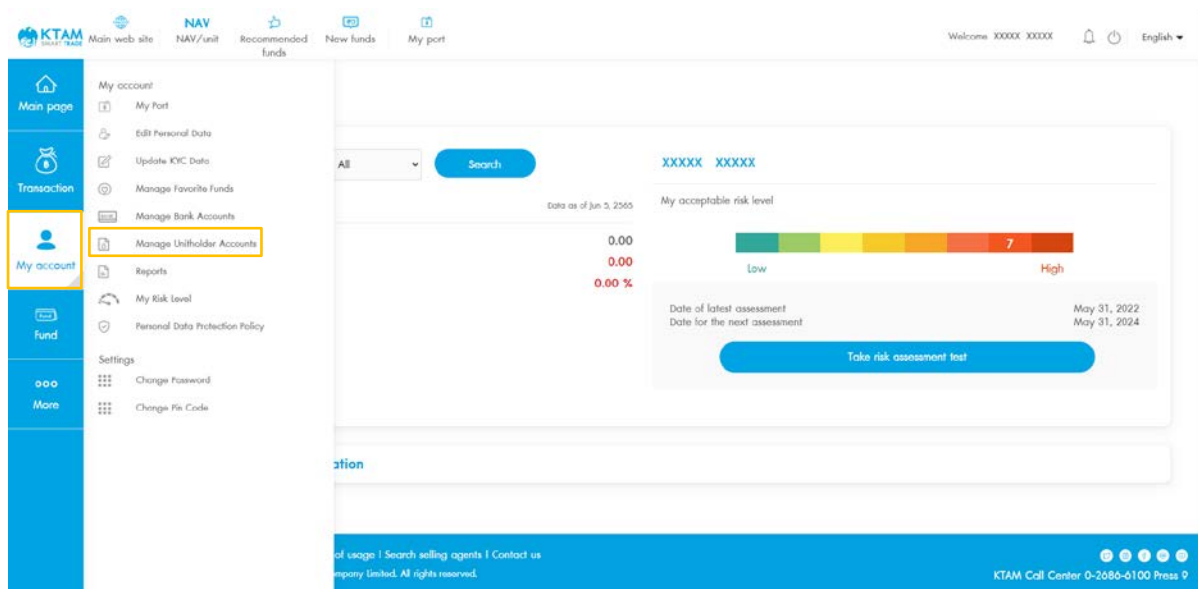 KTAM
SMART TRADE
Main web site
NAV
NAV/unit
Recommended
funds
New funds
My port
Welcome XXXXX XXXXX
English
Main page
Transaction
My account
Fund
More
My account
My Port
Edit Personal Data
Update KYC Data
Manage Favorite Funds
Manage Bank Accounts
Manage Unitholder Accounts
Reports
My Risk Level
Personal Data Protection Policy
Settings
Change Password
Change Pin Code
All
Search
Data as of Jun 5, 2565
0.00
0.00
0.00 %
XXXXX XXXXX
My acceptable risk level
7
Low
High
Date of latest assessment May 31, 2022
Date for the next assessment May 31, 2024
Take risk assessment test
ation
of usage | Search selling agents | Contact us
ompany Limited. All rights reserved.
KTAM Call Center 0-2686-6100 Press 9